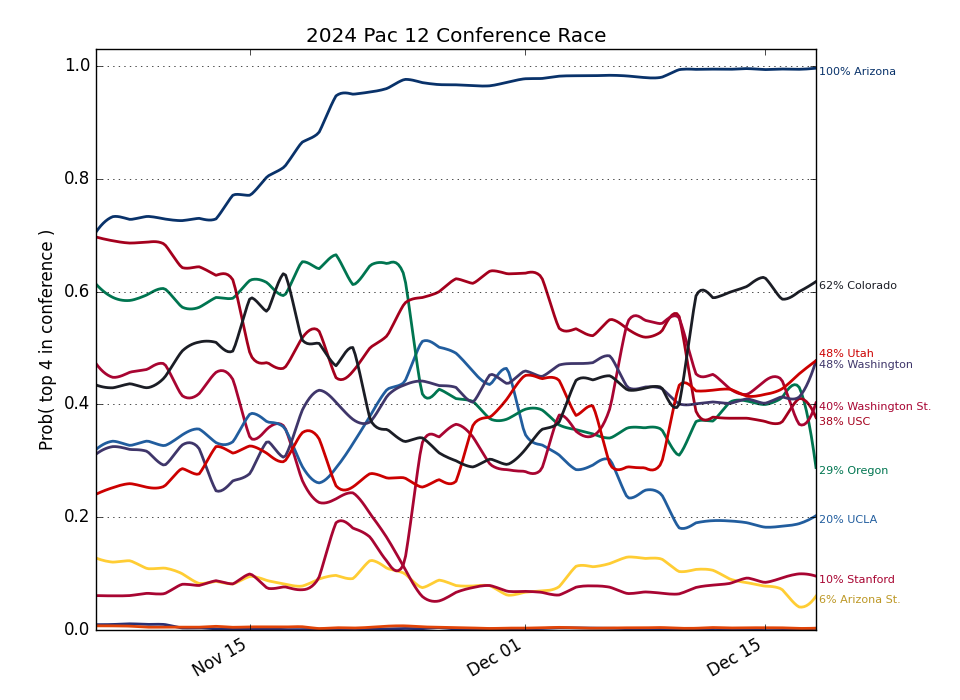 2024 Pac 12 Conference Race
Prob( top 4 in conference )
1.0
0.8
0.6
0.4
0.2
0.0
Nov 15
Dec 01
Dec 15
100% Arizona
62% Colorado
48% Utah
48% Washington
40% Washington St.
38% USC
29% Oregon
20% UCLA
10% Stanford
6% Arizona St.